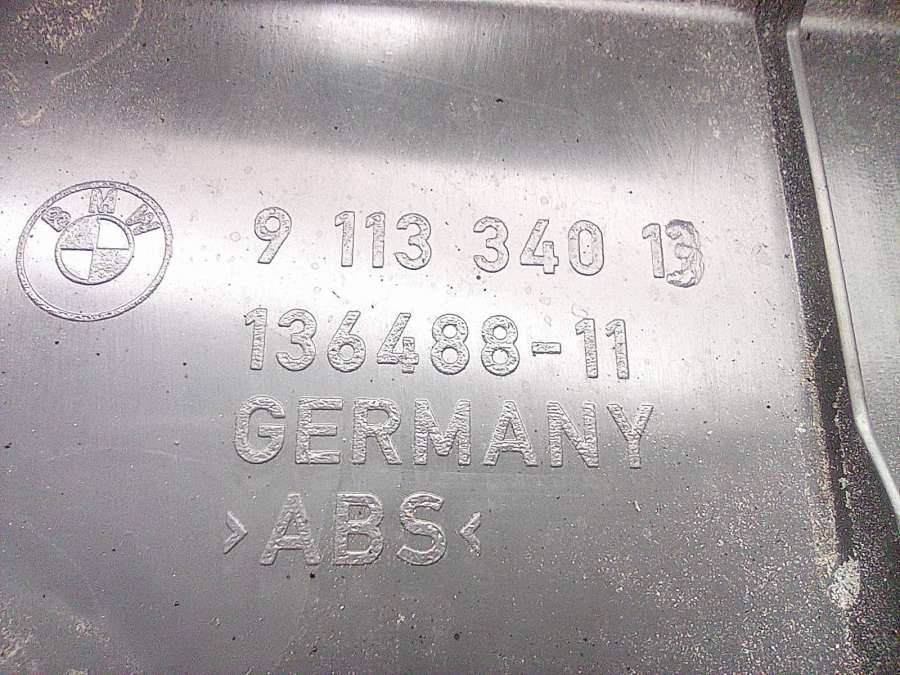 BMW
9 113 340 13
136488-11
GERMANY
>ABS<